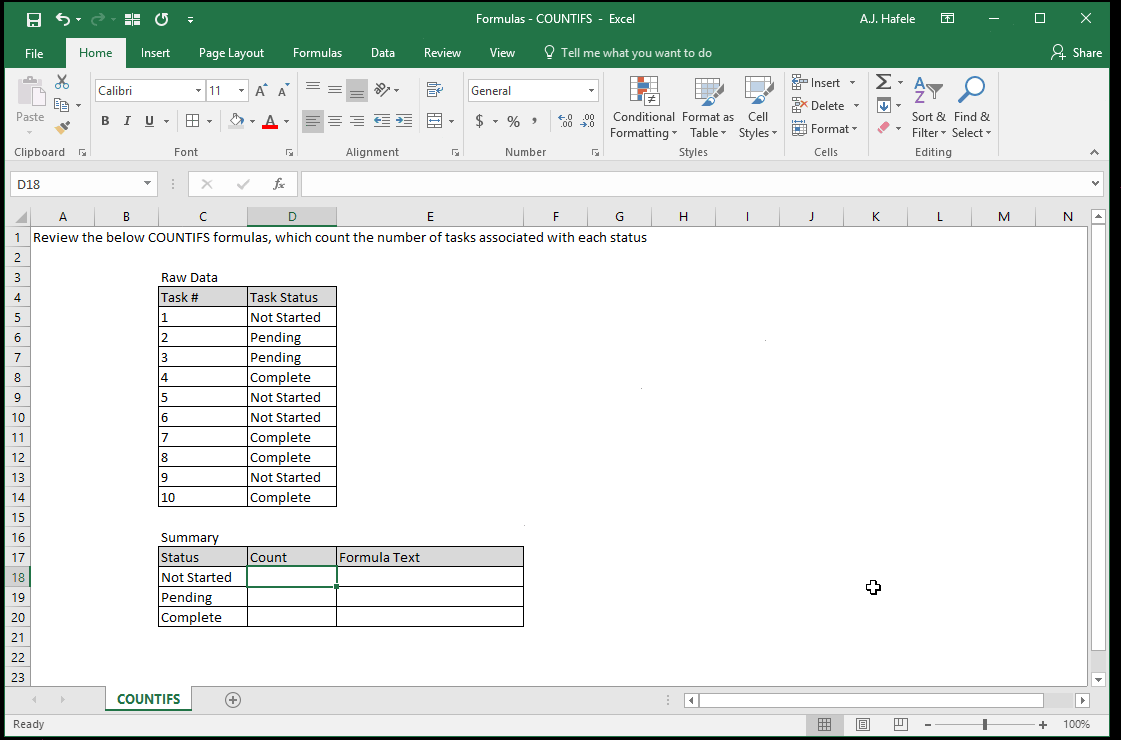 Formulas - COUNTIFS - Excel
A.J. Hafele
File Home Insert Page Layout Formulas Data Review View Tell me what you want to do Share
Paste
Calibri 11
B I U A
General
$ % ,
Conditional Formatting
Format as Table
Cell Styles
Insert
Delete
Format
Sort & Filter
Find & Select
Clipboard Font Alignment Number Styles Cells Editing
D18 fx
A B C D E F G H I J K L M N
1 Review the below COUNTIFS formulas, which count the number of tasks associated with each status
2
3 Raw Data
4 Task # Task Status
5 1 Not Started
6 2 Pending
7 3 Pending
8 4 Complete
9 5 Not Started
10 6 Not Started
11 7 Complete
12 8 Complete
13 9 Not Started
14 10 Complete
15
16 Summary
17 Status Count Formula Text
18 Not Started
19 Pending
20 Complete
21
22
23
COUNTIFS
Ready 100%